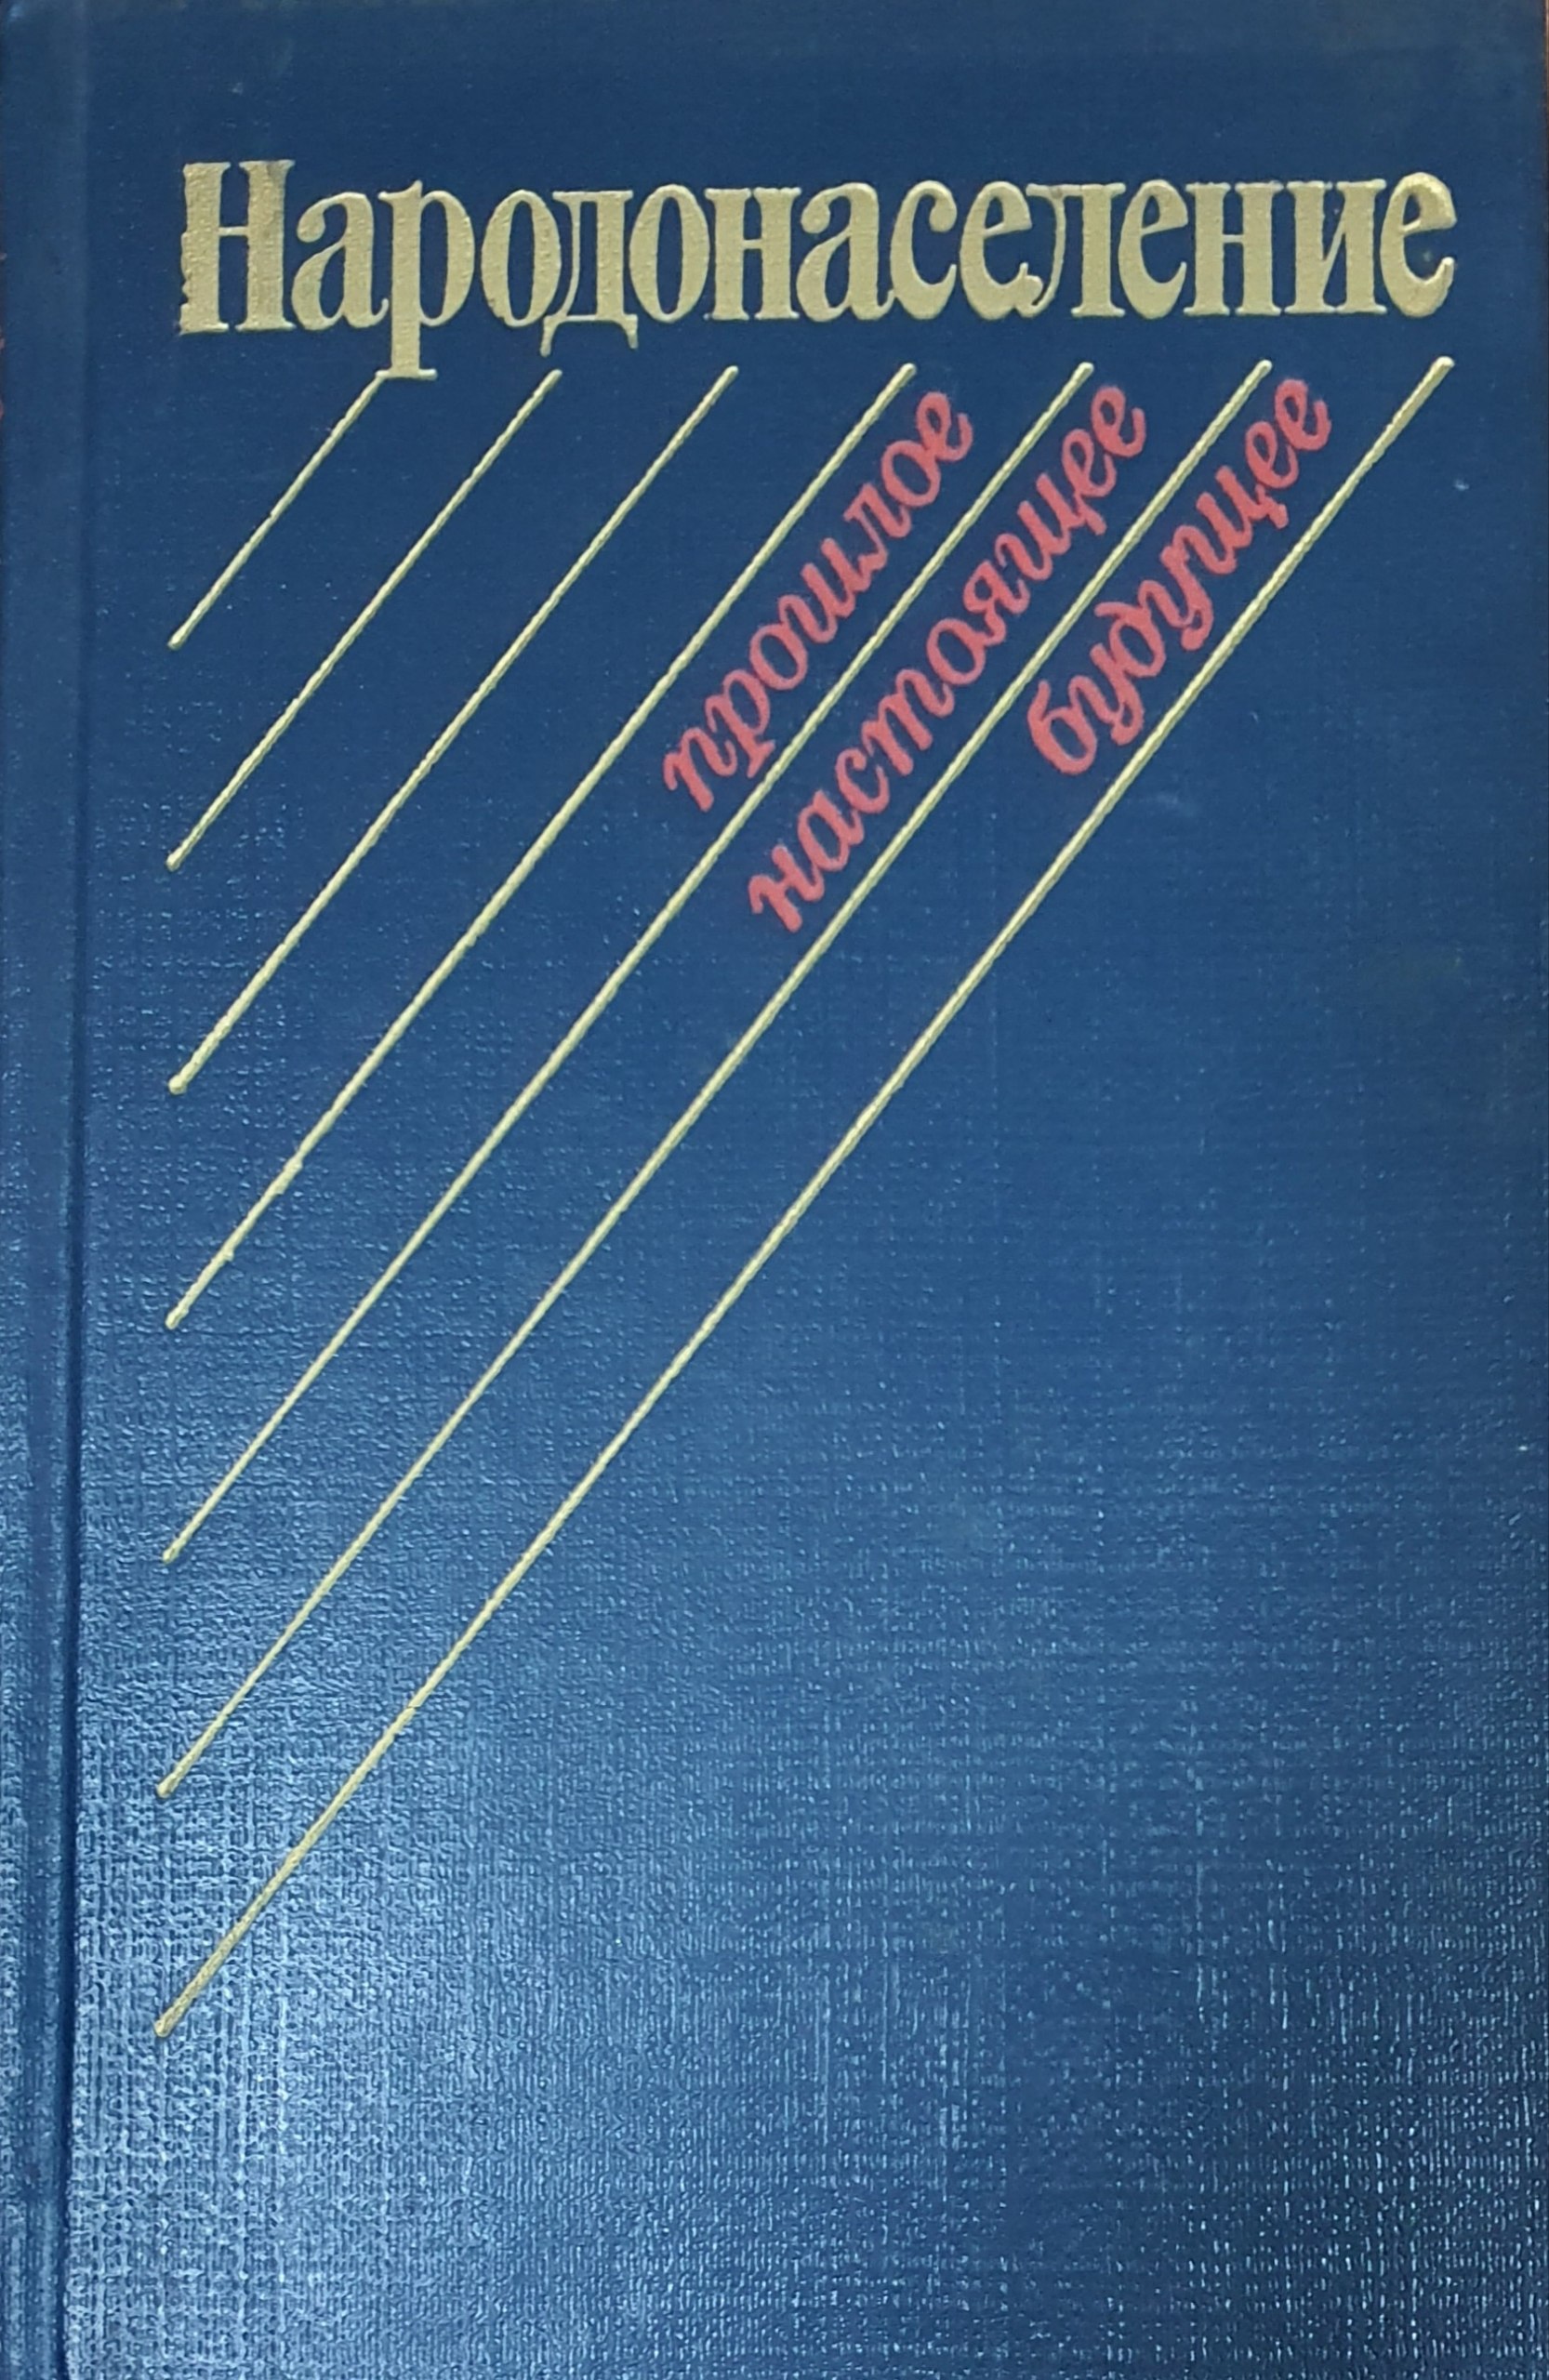 Народонаселение
прошлое
настоящее
будущее